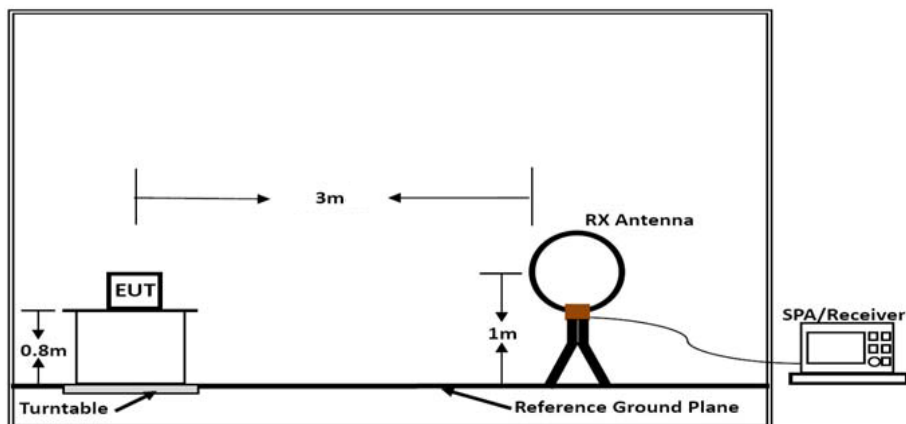 3m
RX Antenna
EUT
SPA/Receiver
0.8m
1m
Turntable
Reference Ground Plane